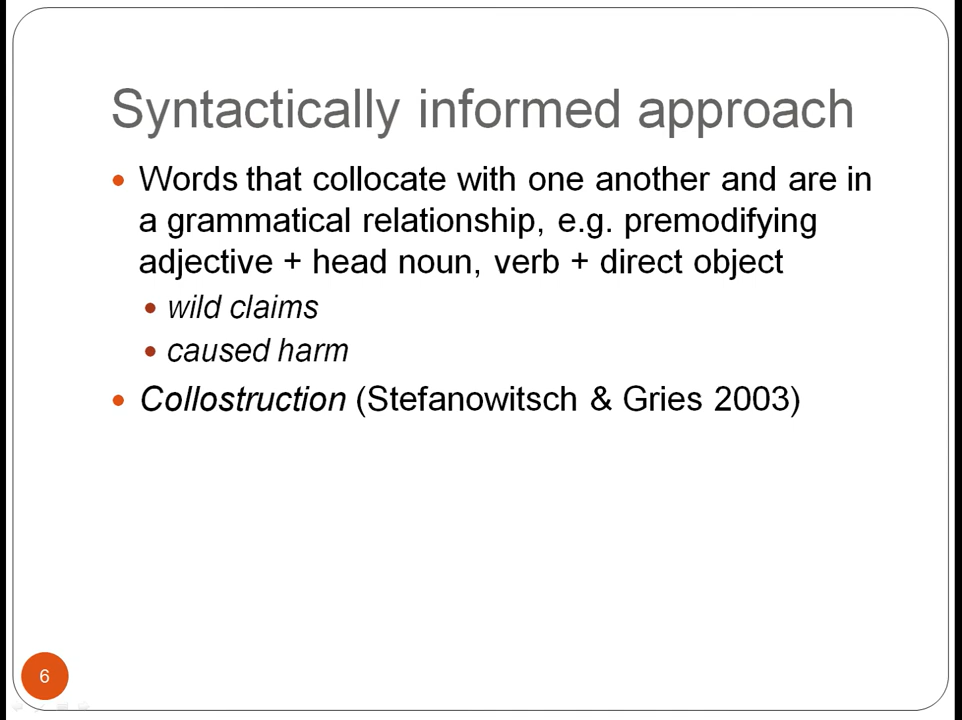 Syntactically informed approach
• Words that collocate with one another and are in
a grammatical relationship, e.g. premodifying
adjective + head noun, verb + direct object
• wild claims
• caused harm
• Collostruction (Stefanowitsch & Gries 2003)
6